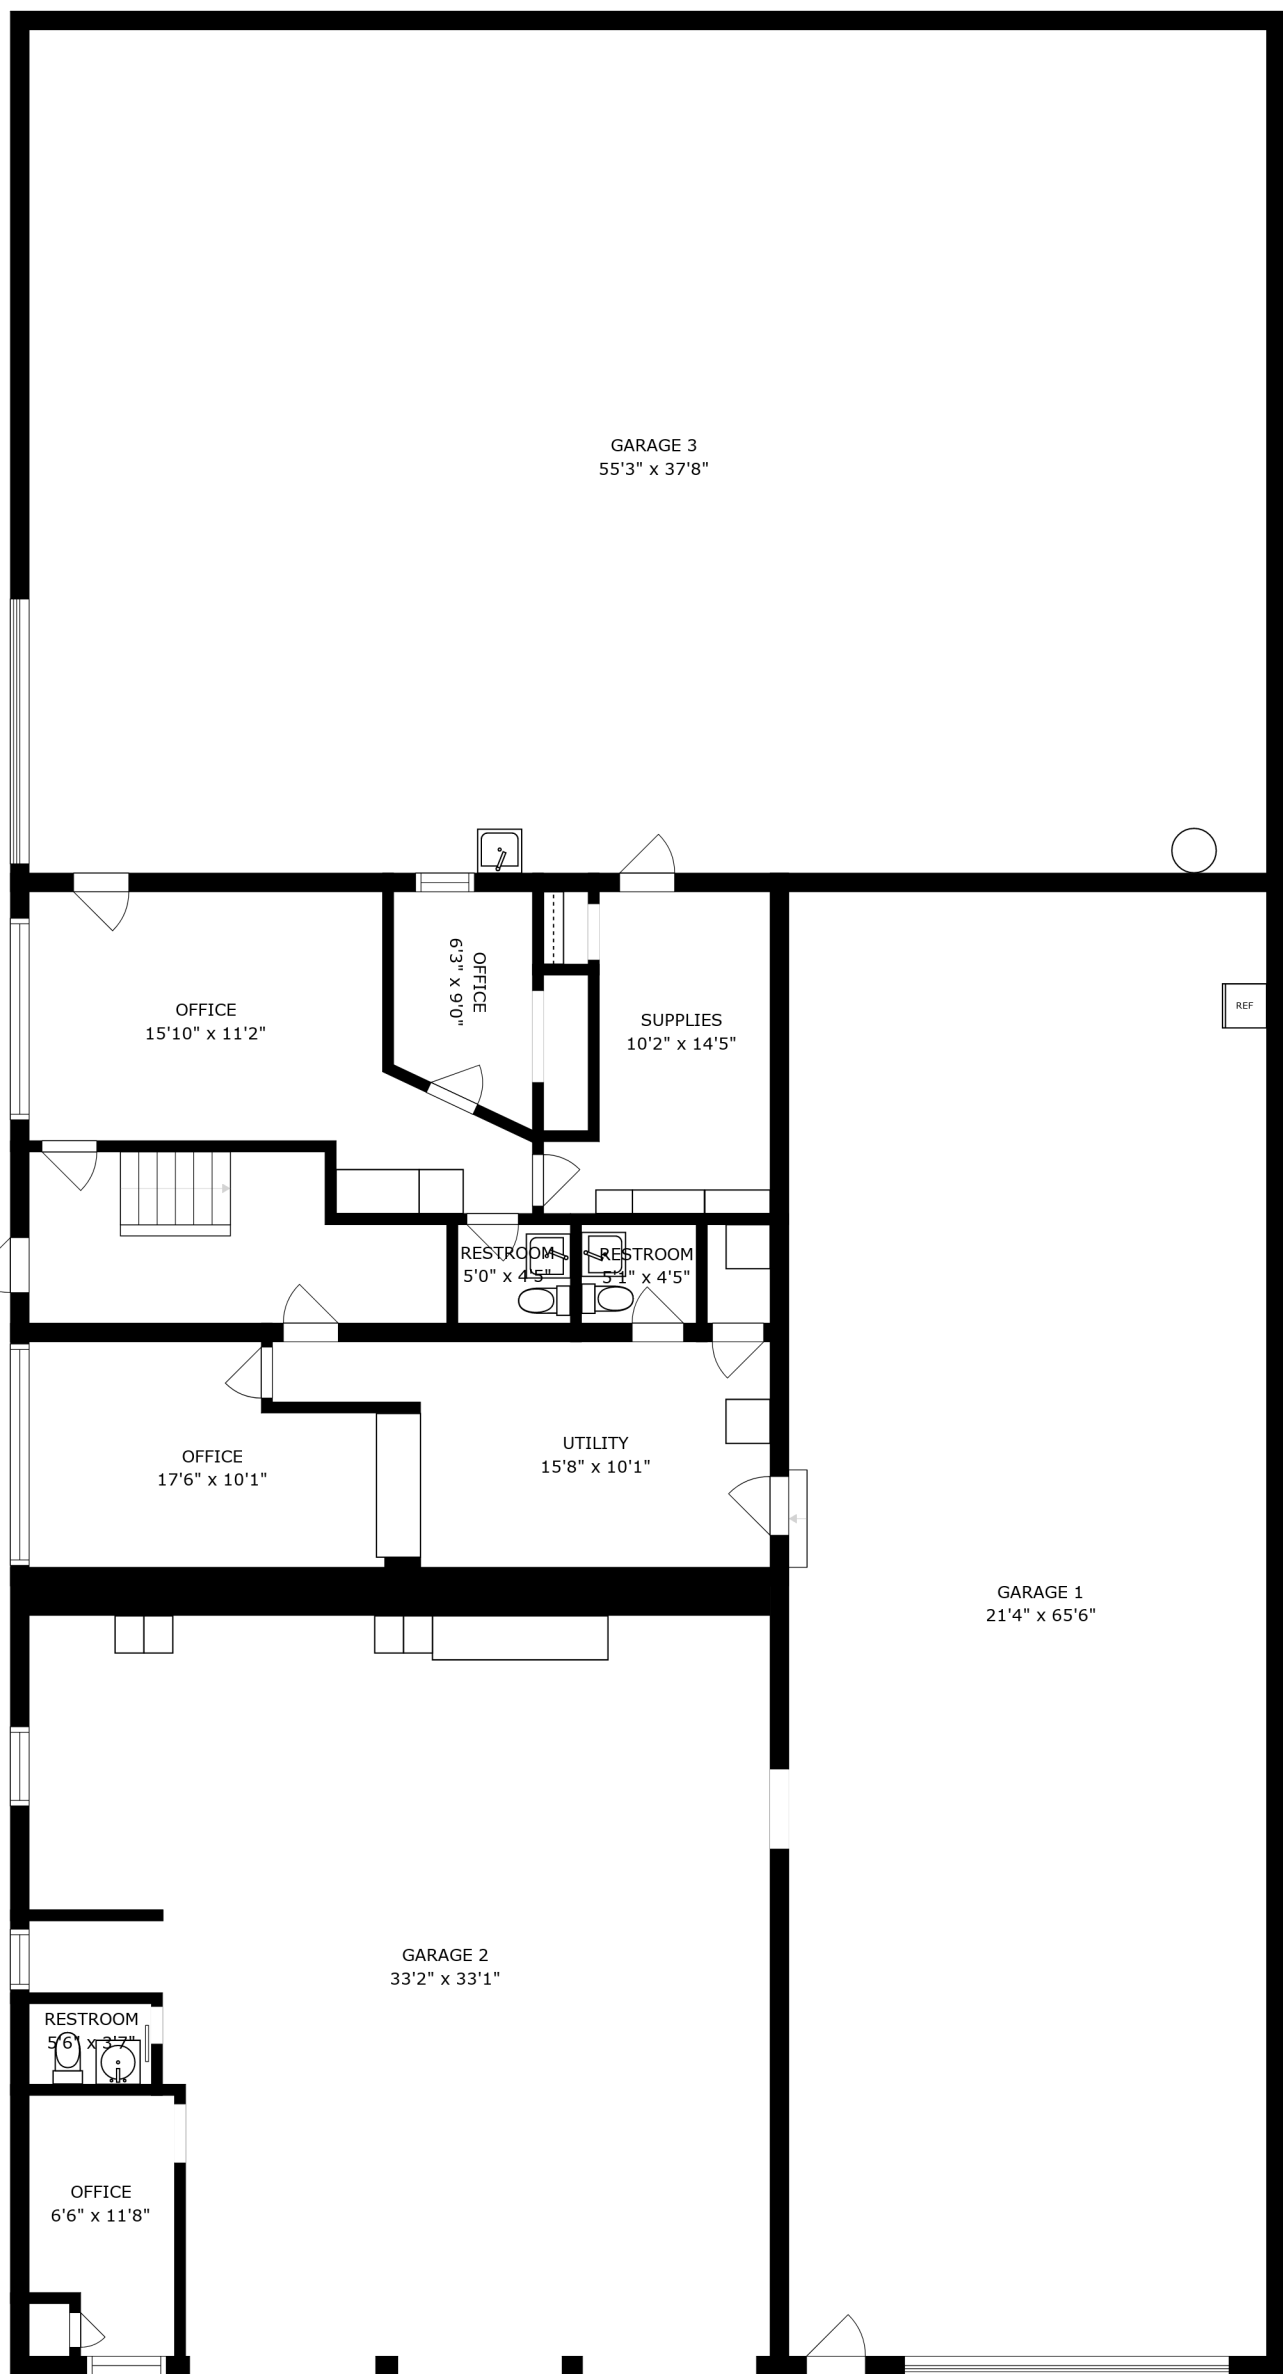 GARAGE 3
55'3" x 37'8"
OFFICE
6'3" x 9'0"
OFFICE
15'10" x 11'2"
SUPPLIES
10'2" x 14'5"
REF
RESTROOM
5'0" x 4'5"
RESTROOM
5'1" x 4'5"
OFFICE
17'6" x 10'1"
UTILITY
15'8" x 10'1"
GARAGE 1
21'4" x 65'6"
GARAGE 2
33'2" x 33'1"
RESTROOM
5'6" x 3'7"
OFFICE
6'6" x 11'8"